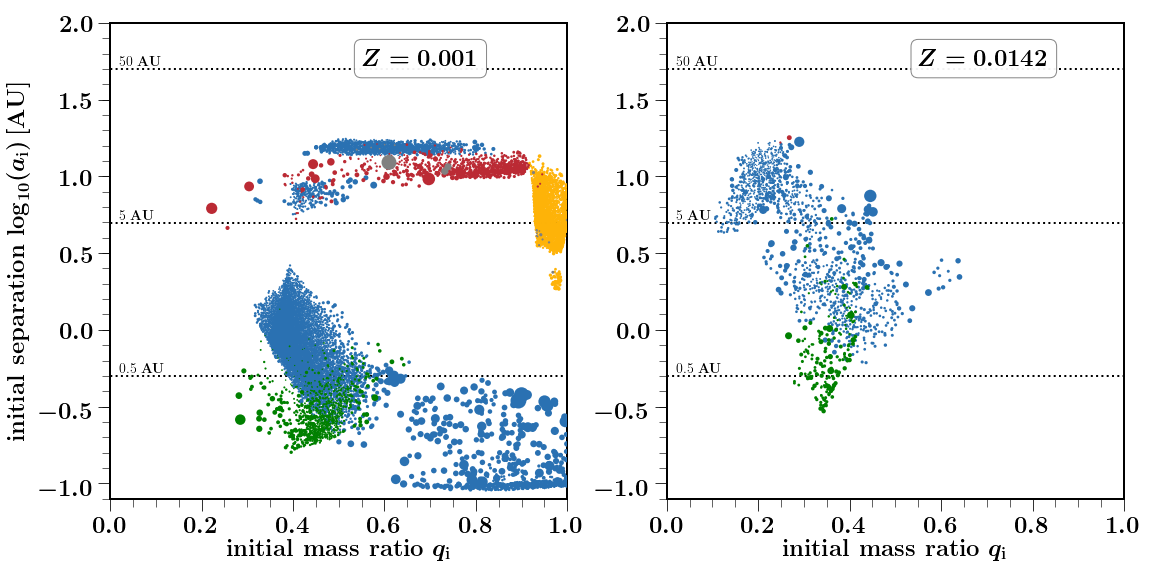 2.0
1.5
1.0
0.5
0.0
−0.5
−1.0
initial separation log₁₀(aᵢ) [AU]
50 AU
5 AU
0.5 AU
Z = 0.001
0.0 0.2 0.4 0.6 0.8 1.0
initial mass ratio qᵢ
2.0
1.5
1.0
0.5
0.0
−0.5
−1.0
50 AU
5 AU
0.5 AU
Z = 0.0142
0.0 0.2 0.4 0.6 0.8 1.0
initial mass ratio qᵢ